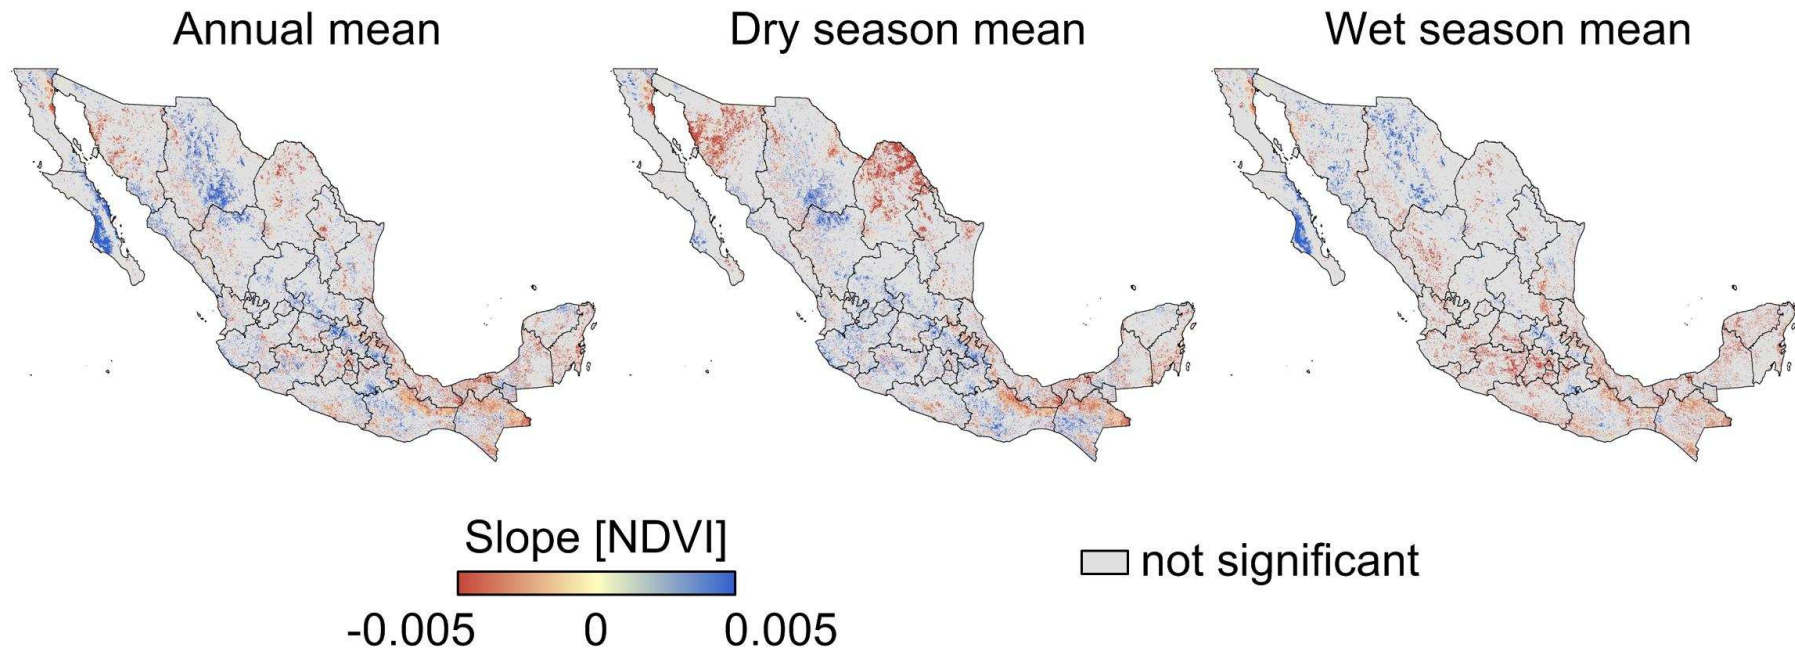 Annual mean
Dry season mean
Wet season mean
Slope [NDVI]
not significant
-0.005 0 0.005